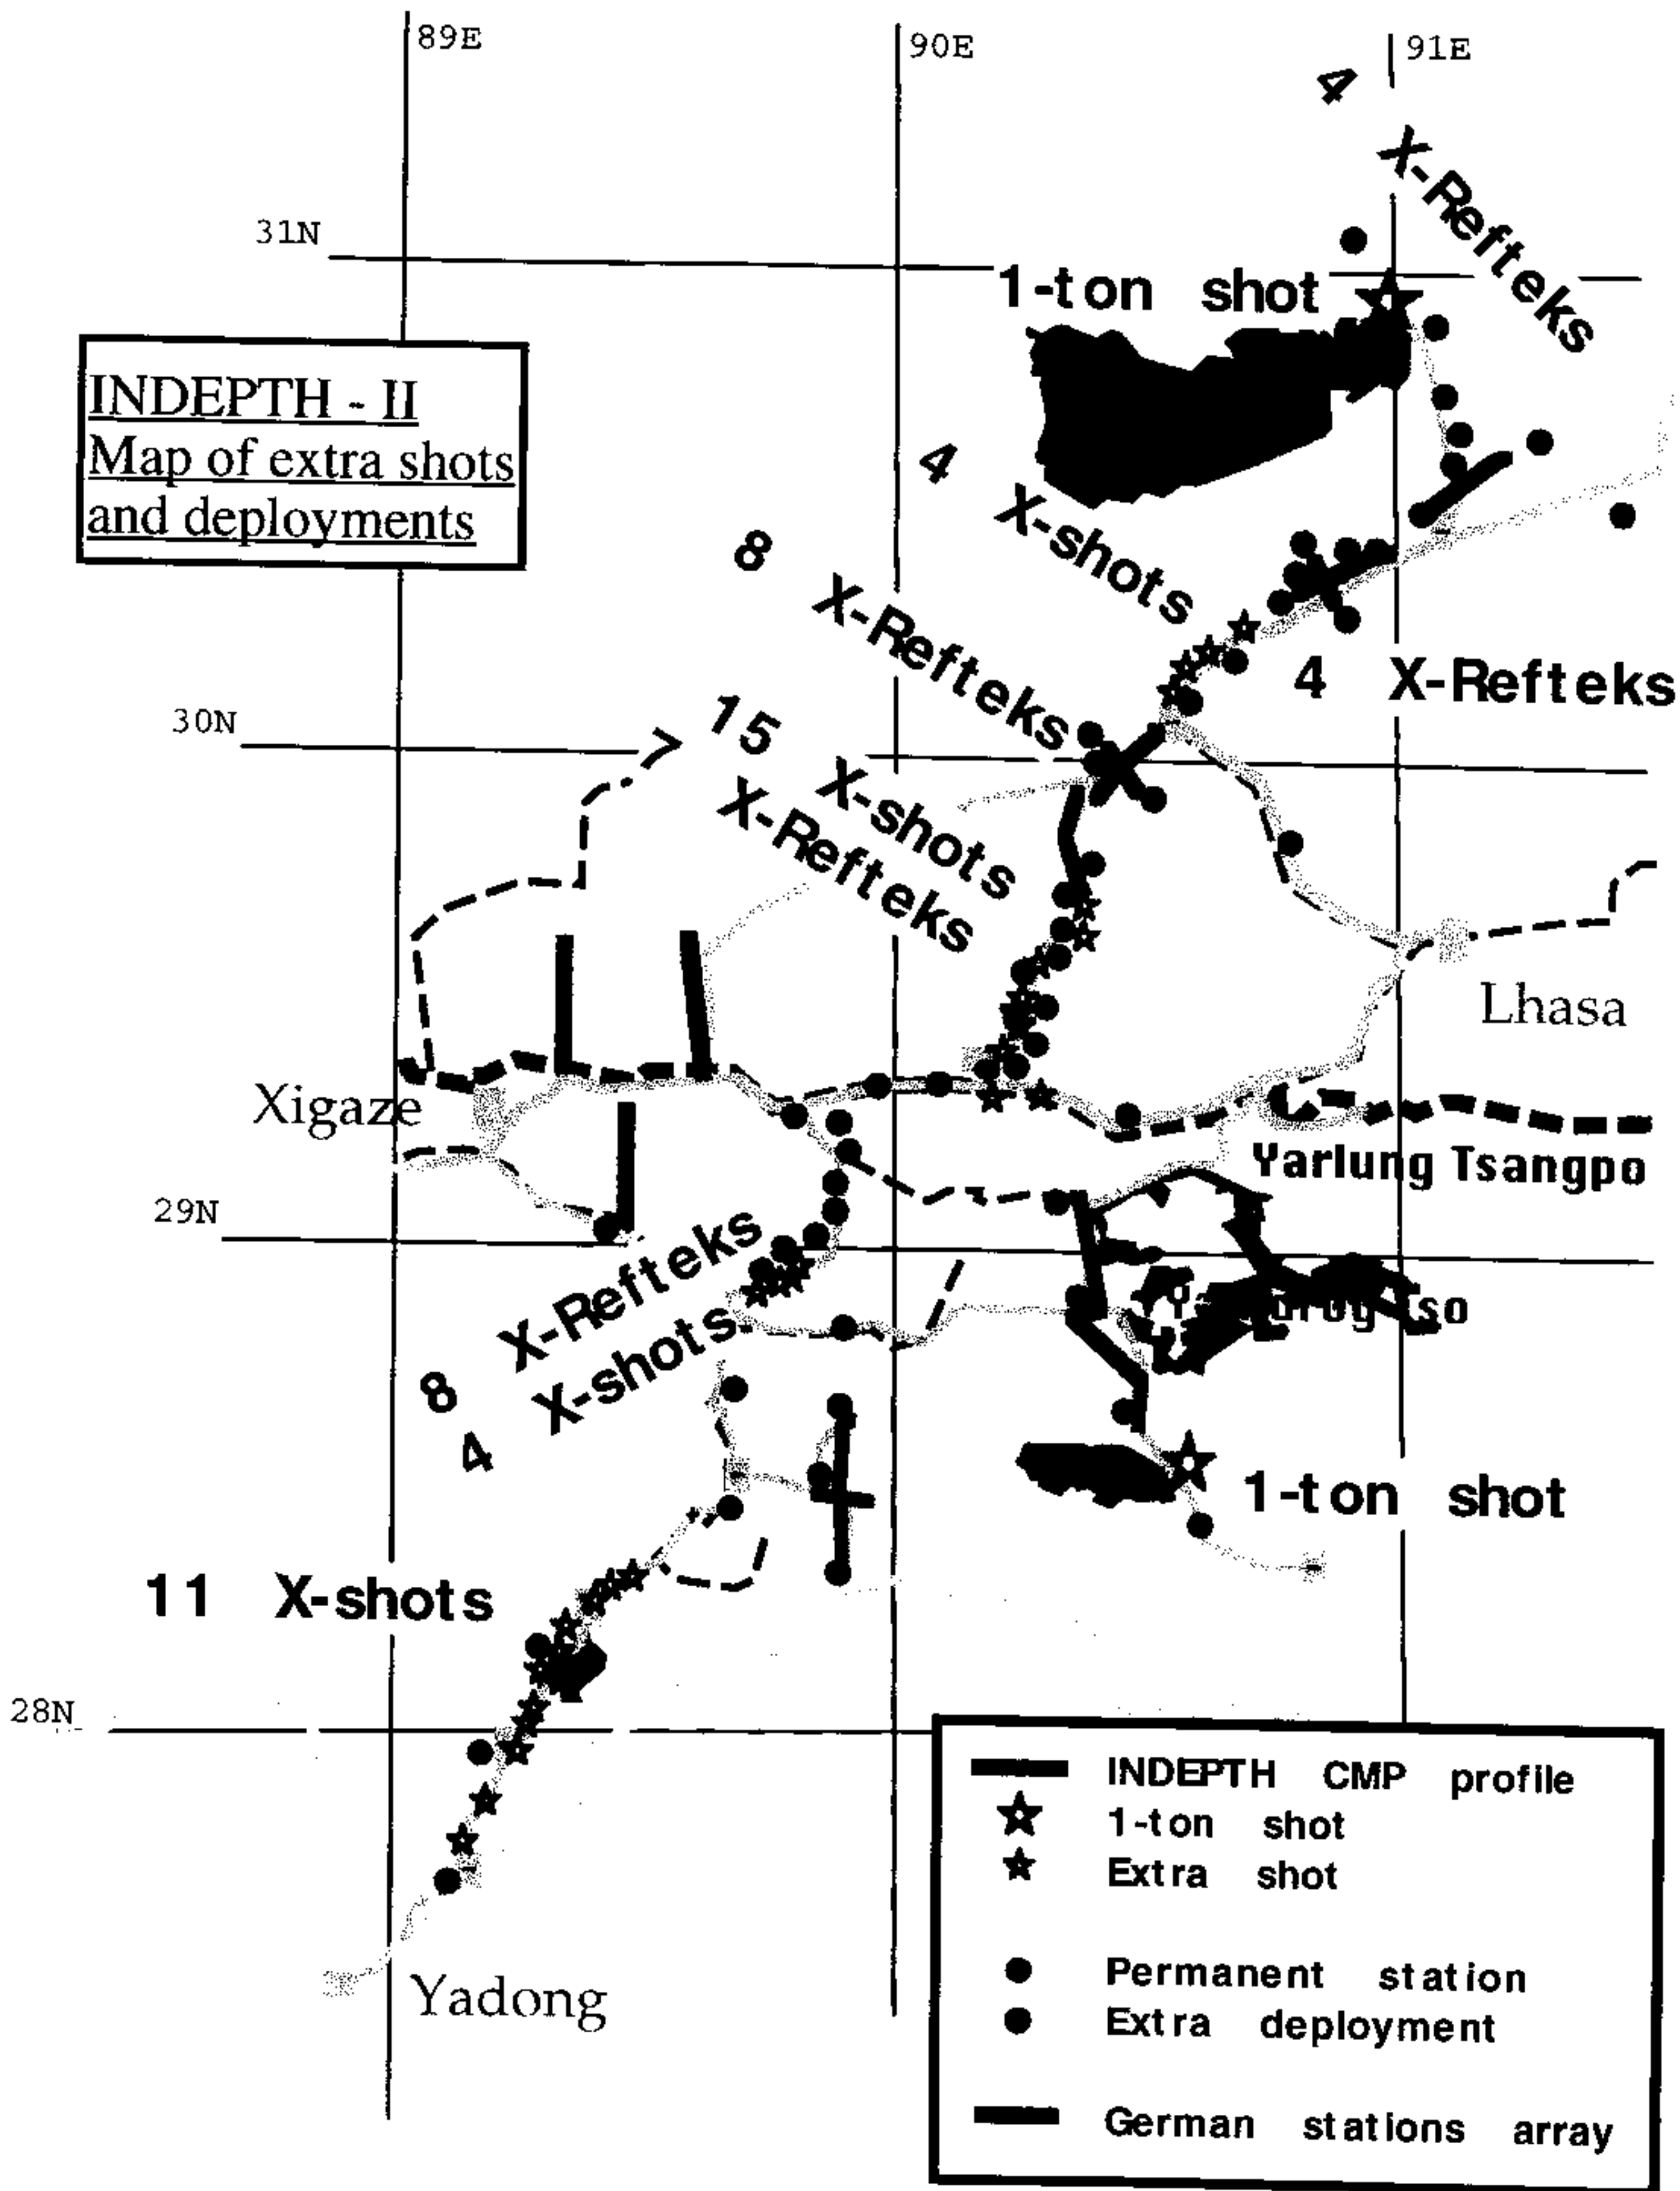 89E
90E
91E
4 X-Refteks
31N
1-ton shot
INDEPTH - II
Map of extra shots
and deployments
4 X-shots
8 X-Refteks
4 X-Refteks
30N
15 X-shots
7 X-Refteks
Lhasa
Xigaze
Yarlung Tsangpo
29N
8 X-Refteks
4 X-shots
1-ton shot
11 X-shots
28N
Yadong
INDEPTH CMP profile
1-ton shot
Extra shot
Permanent station
Extra deployment
German stations array